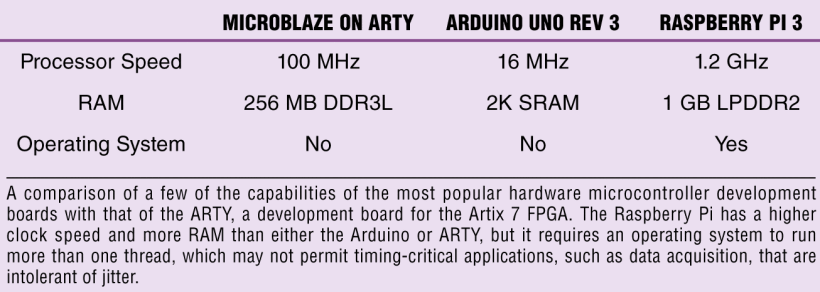 MICROBLAZE ON ARTY ARDUINO UNO REV 3 RASPBERRY PI 3
Processor Speed 100 MHz 16 MHz 1.2 GHz
RAM 256 MB DDR3L 2K SRAM 1 GB LPDDR2
Operating System No No Yes
A comparison of a few of the capabilities of the most popular hardware microcontroller development
boards with that of the ARTY, a development board for the Artix 7 FPGA. The Raspberry Pi has a higher
clock speed and more RAM than either the Arduino or ARTY, but it requires an operating system to run
more than one thread, which may not permit timing-critical applications, such as data acquisition, that are
intolerant of jitter.